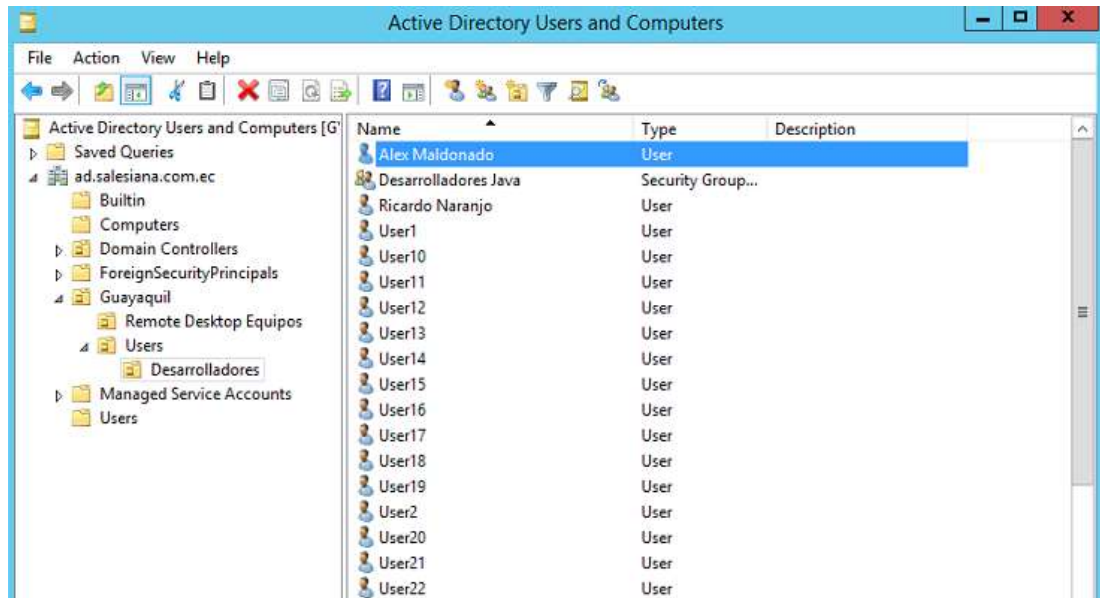 Active Directory Users and Computers
File Action View Help
Active Directory Users and Computers [G
Saved Queries
ad.salesiana.com.ec
Builtin
Computers
Domain Controllers
ForeignSecurityPrincipals
Guayaquil
Remote Desktop Equipos
Users
Desarrolladores
Managed Service Accounts
Users
Name Type Description
Alex Maldonado User
Desarrolladores Java Security Group...
Ricardo Naranjo User
User1 User
User10 User
User11 User
User12 User
User13 User
User14 User
User15 User
User16 User
User17 User
User18 User
User19 User
User2 User
User20 User
User21 User
User22 User